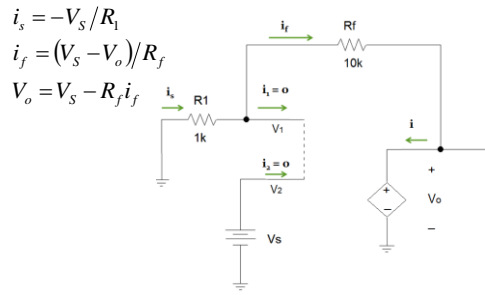 i_s = −V_S/R_1
i_f = (V_S − V_o)/R_f
V_o = V_S − R_f i_f
i_f
Rf
10k
i_s
R1
1k
i_1 = 0
V1
i_2 = 0
V2
Vs
i
+
−
+
Vo
−